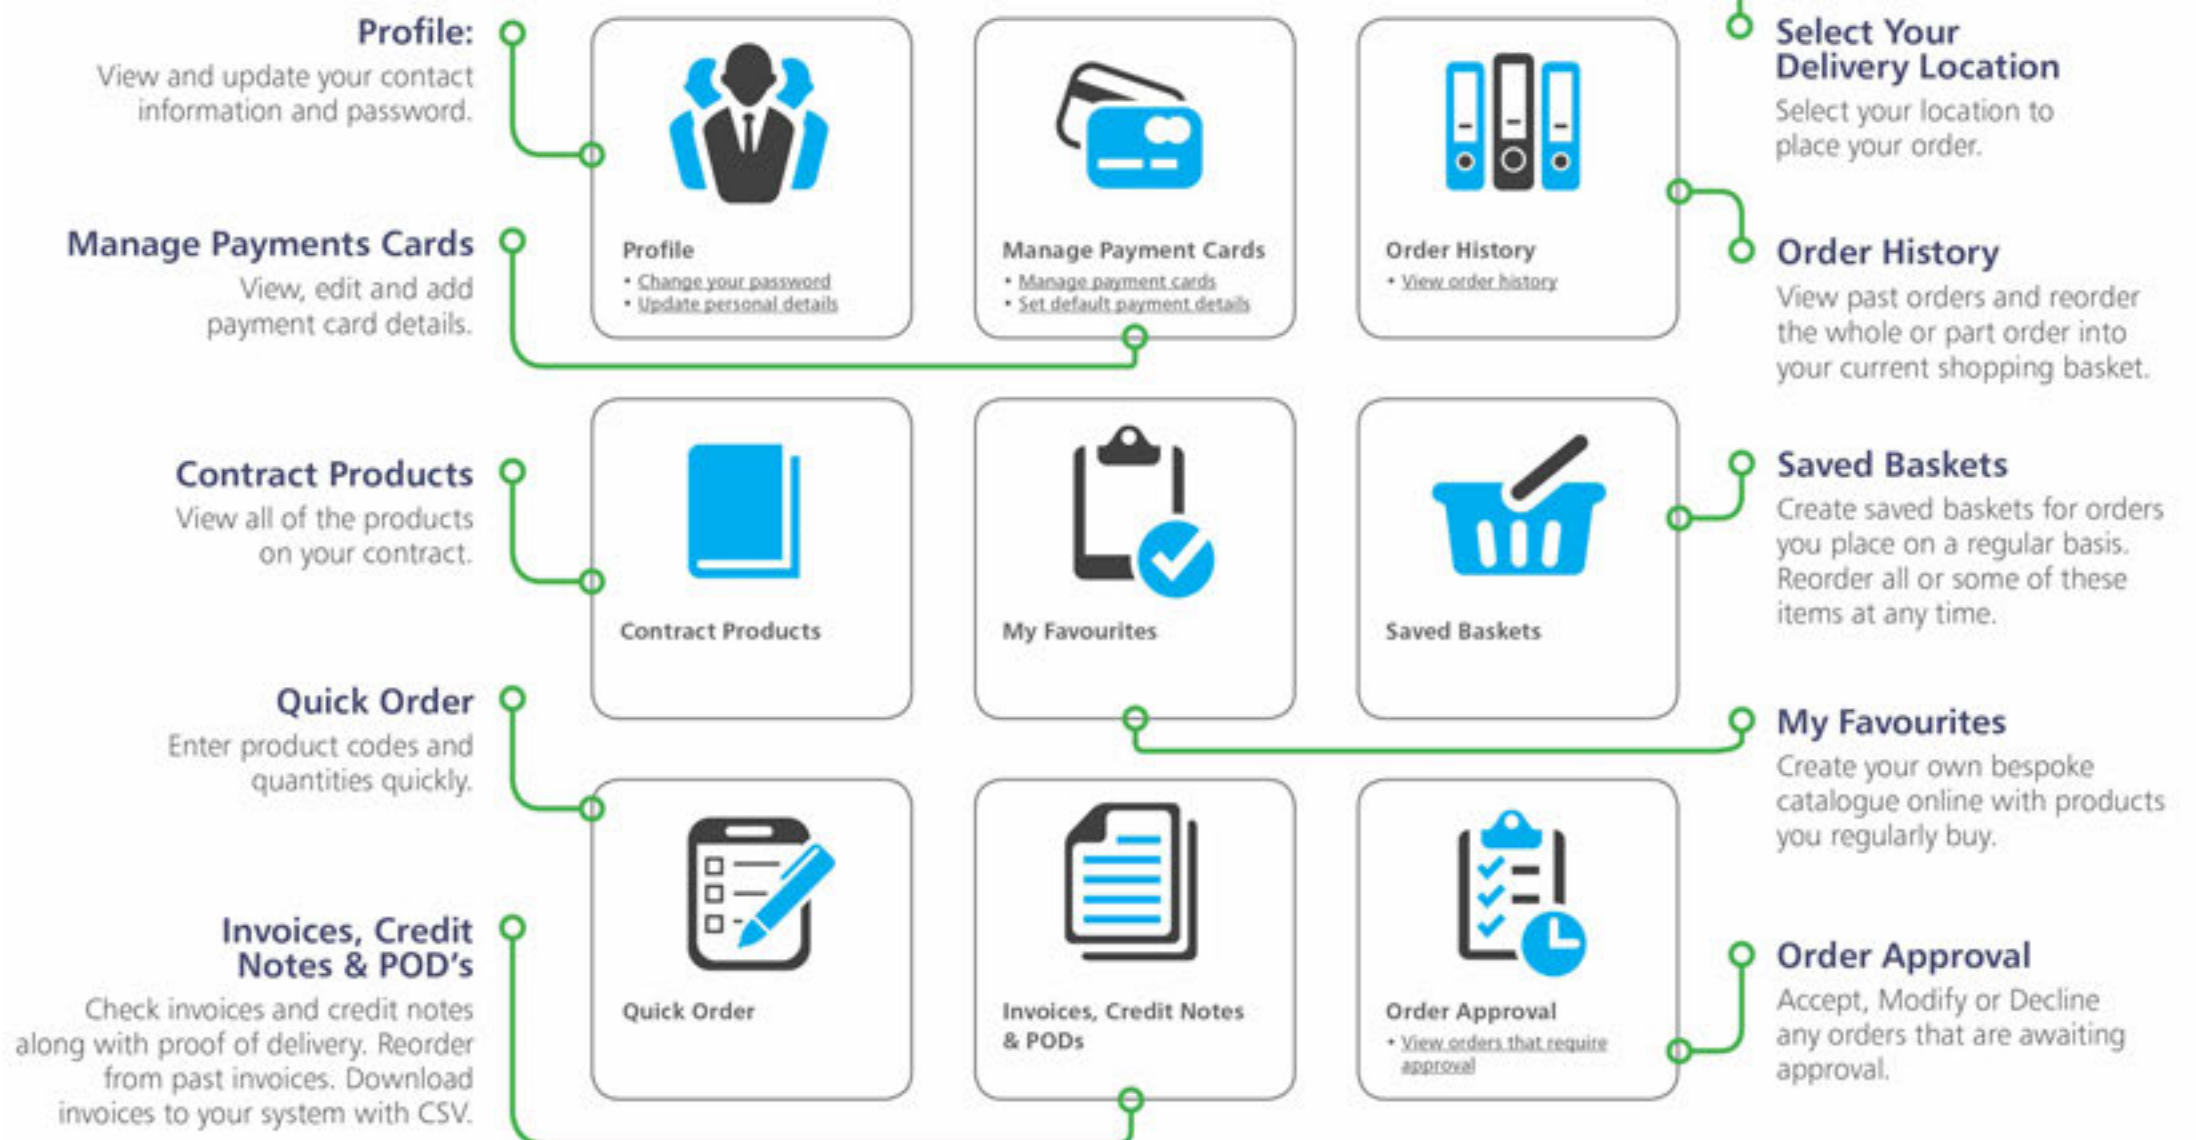 Profile:
View and update your contact
information and password.
Manage Payments Cards
View, edit and add
payment card details.
Contract Products
View all of the products
on your contract.
Quick Order
Enter product codes and
quantities quickly.
Invoices, Credit
Notes & POD's
Check invoices and credit notes
along with proof of delivery. Reorder
from past invoices. Download
invoices to your system with CSV.
Profile
• Change your password
• Update personal details
Manage Payment Cards
• Manage payment cards
• Set default payment details
Order History
• View order history
Contract Products
My Favourites
Saved Baskets
Quick Order
Invoices, Credit Notes
& PODs
Order Approval
• View orders that require
approval
Select Your
Delivery Location
Select your location to
place your order.
Order History
View past orders and reorder
the whole or part order into
your current shopping basket.
Saved Baskets
Create saved baskets for orders
you place on a regular basis.
Reorder all or some of these
items at any time.
My Favourites
Create your own bespoke
catalogue online with products
you regularly buy.
Order Approval
Accept, Modify or Decline
any orders that are awaiting
approval.